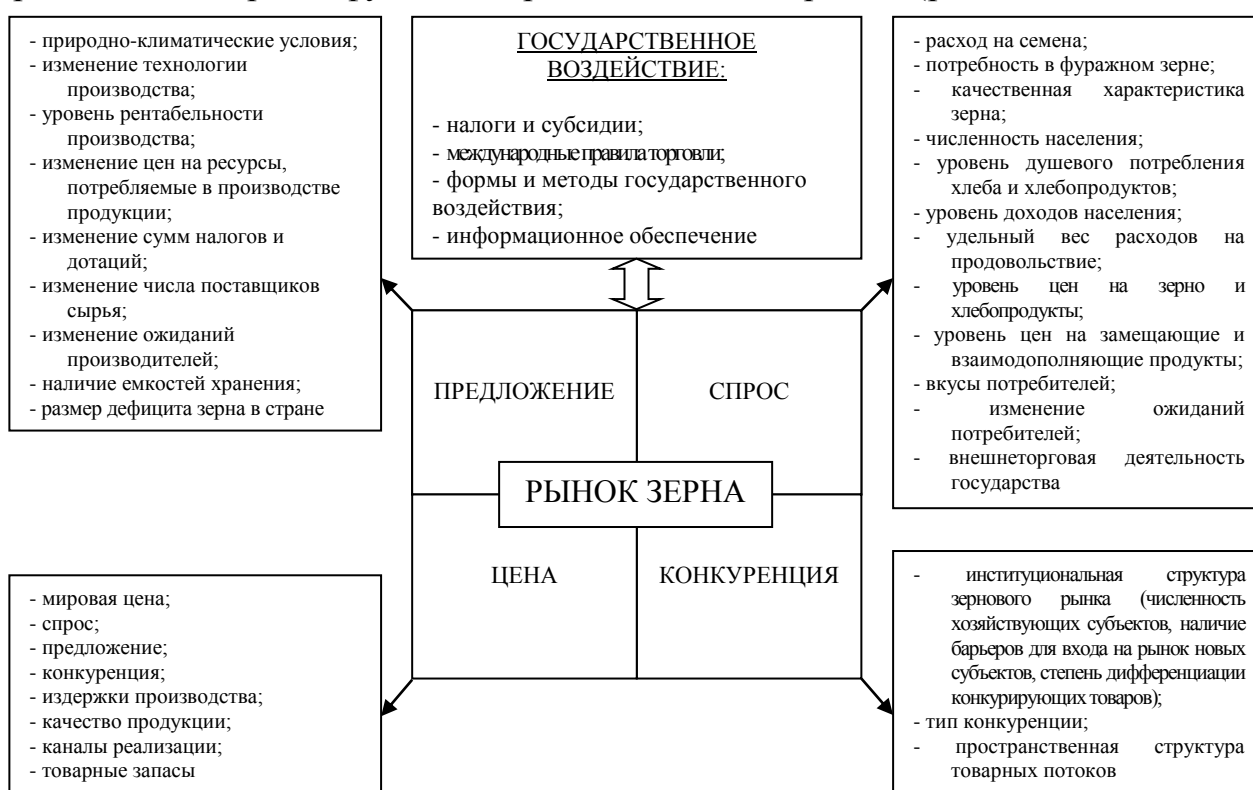 - природно-климатические условия;
- изменение технологии
производства;
- уровень рентабельности
производства;
- изменение цен на ресурсы,
потребляемые в производстве
продукции;
- изменение сумм налогов и
дотаций;
- изменение числа поставщиков
сырья;
- изменение ожиданий
производителей;
- наличие емкостей хранения;
- размер дефицита зерна в стране
ГОСУДАРСТВЕННОЕ
ВОЗДЕЙСТВИЕ:
- налоги и субсидии;
- международные правила торговли;
- формы и методы государственного
воздействия;
- информационное обеспечение
- расход на семена;
- потребность в фуражном зерне;
- качественная характеристика
зерна;
- численность населения;
- уровень душевого потребления
хлеба и хлебопродуктов;
- уровень доходов населения;
- удельный вес расходов на
продовольствие;
- уровень цен на зерно и
хлебопродукты;
- уровень цен на замещающие и
взаимодополняющие продукты;
- вкусы потребителей;
- изменение ожиданий
потребителей;
- внешнеторговая деятельность
государства
ПРЕДЛОЖЕНИЕ
СПРОС
РЫНОК ЗЕРНА
ЦЕНА
КОНКУРЕНЦИЯ
- мировая цена;
- спрос;
- предложение;
- конкуренция;
- издержки производства;
- качество продукции;
- каналы реализации;
- товарные запасы
- институциональная структура
зернового рынка (численность
хозяйствующих субъектов, наличие
барьеров для входа на рынок новых
субъектов, степень дифференциации
конкурирующих товаров);
- тип конкуренции;
- пространственная структура
товарных потоков